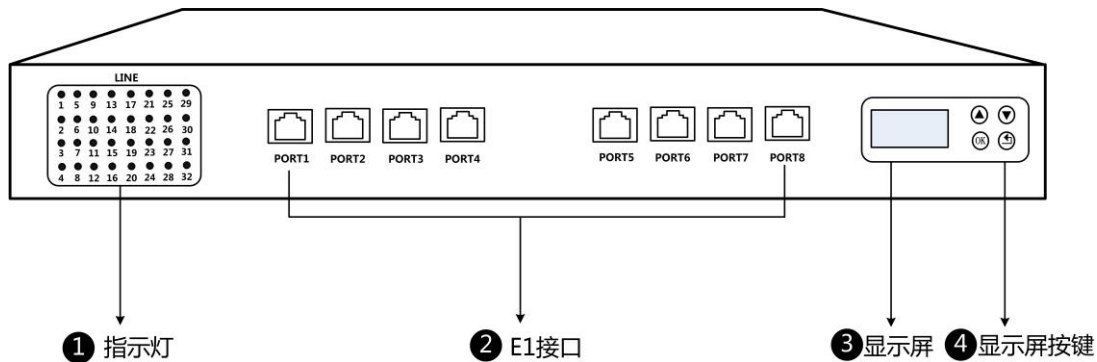 LINE
1 5 9 13 17 21 25 29
2 6 10 14 18 22 26 30
3 7 11 15 19 23 27 31
4 8 12 16 20 24 28 32
PORT1 PORT2 PORT3 PORT4 PORT5 PORT6 PORT7 PORT8
OK
1 指示灯 2 E1接口 3 显示屏 4 显示屏按键